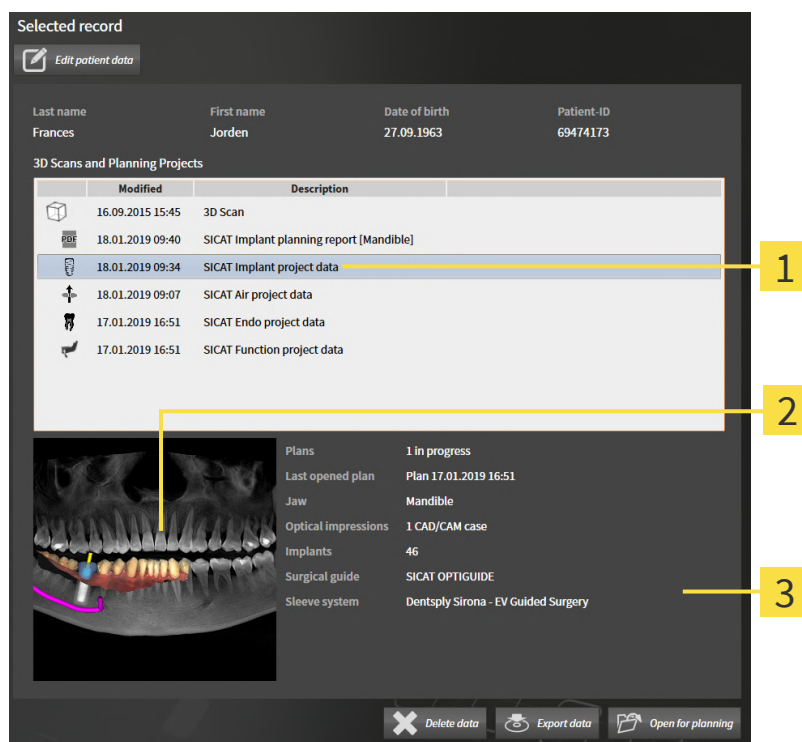 Selected record
Edit patient data
Last name First name Date of birth Patient-ID
Frances Jorden 27.09.1963 69474173
3D Scans and Planning Projects
Modified Description
16.09.2015 15:45 3D Scan
PDF 18.01.2019 09:40 SICAT Implant planning report [Mandible]
18.01.2019 09:34 SICAT Implant project data 1
18.01.2019 09:07 SICAT Air project data
17.01.2019 16:51 SICAT Endo project data
17.01.2019 16:51 SICAT Function project data
2
Plans 1 in progress
Last opened plan Plan 17.01.2019 16:51
Jaw Mandible
Optical impressions 1 CAD/CAM case
Implants 46
Surgical guide SICAT OPTIGUIDE
Sleeve system Dentsply Sirona - EV Guided Surgery 3
Delete data Export data Open for planning